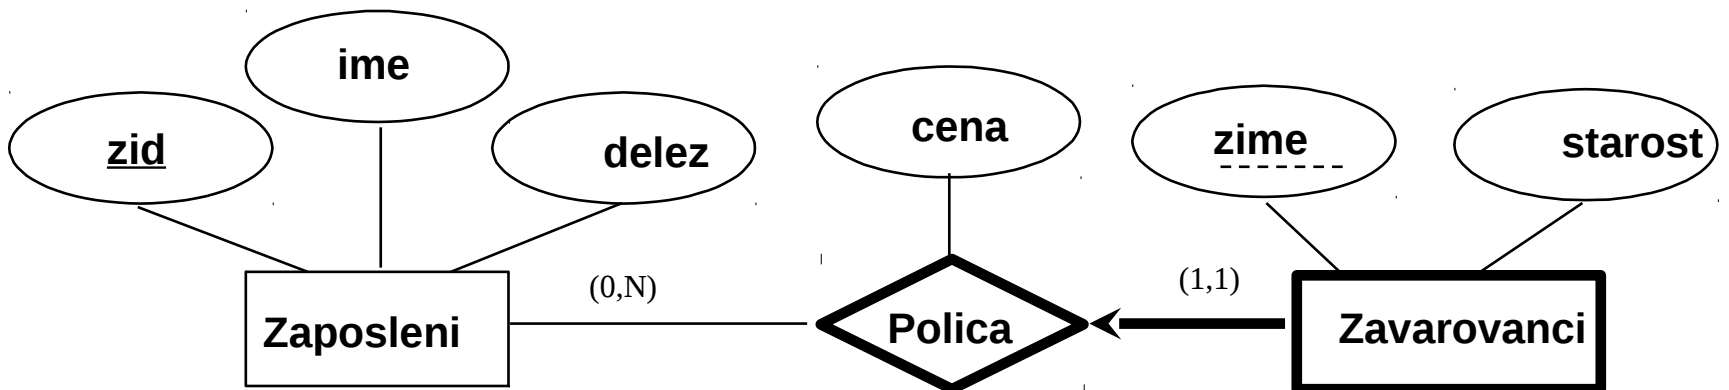 ime
zid
delez
cena
zime
starost
(0,N)
(1,1)
Zaposleni
Polica
Zavarovanci